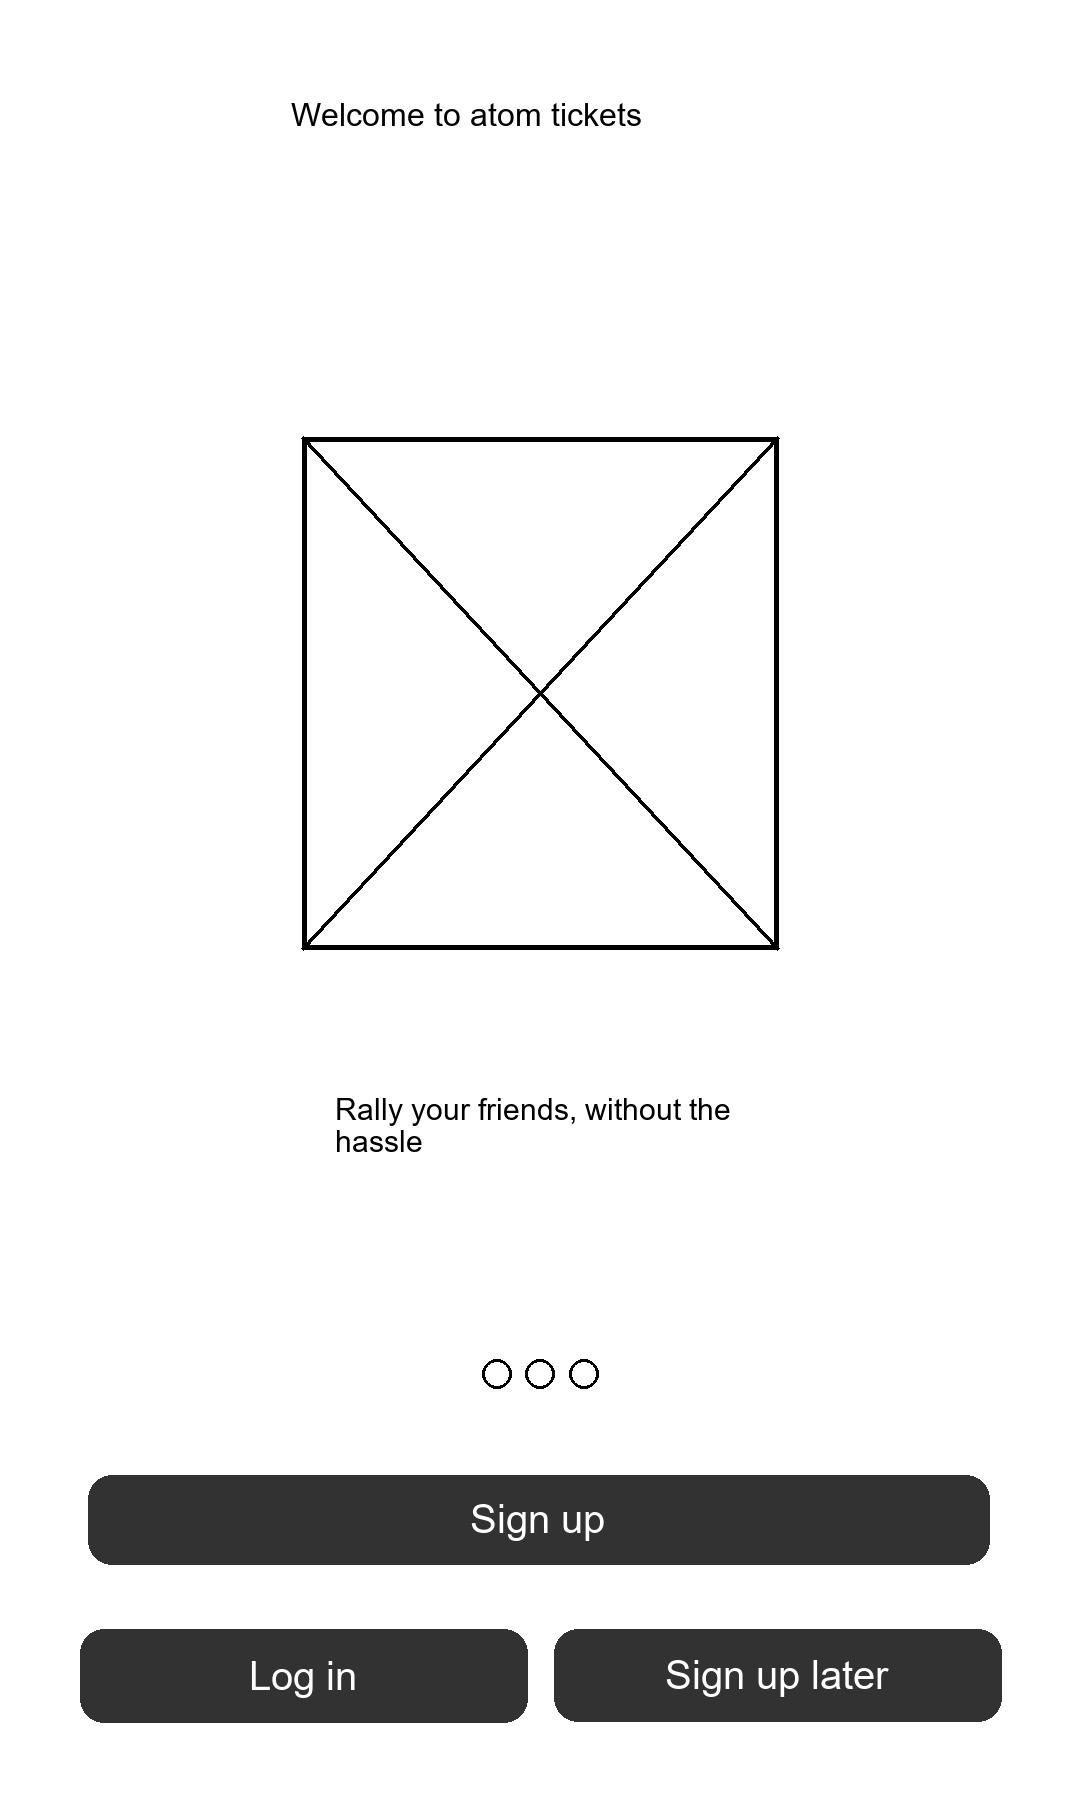 Welcome to atom tickets
Rally your friends, without the
hassle
Sign up
Log in
Sign up later